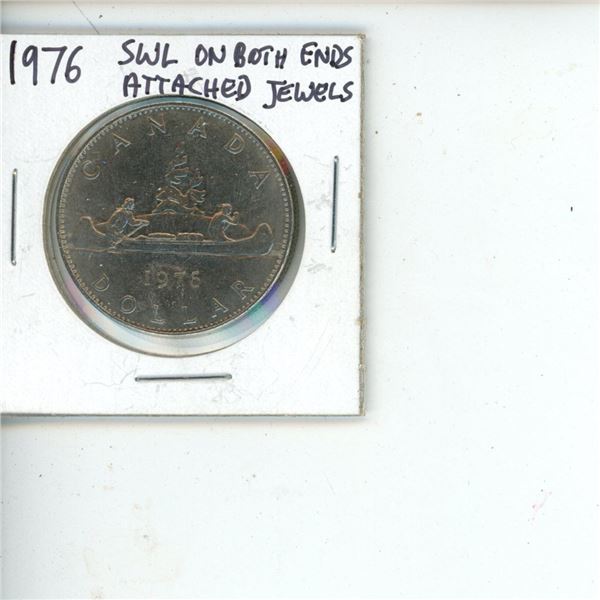 1976 SWL ON BOTH ENDS
ATTACHED JEWELS
CANADA
1976
DOLLAR